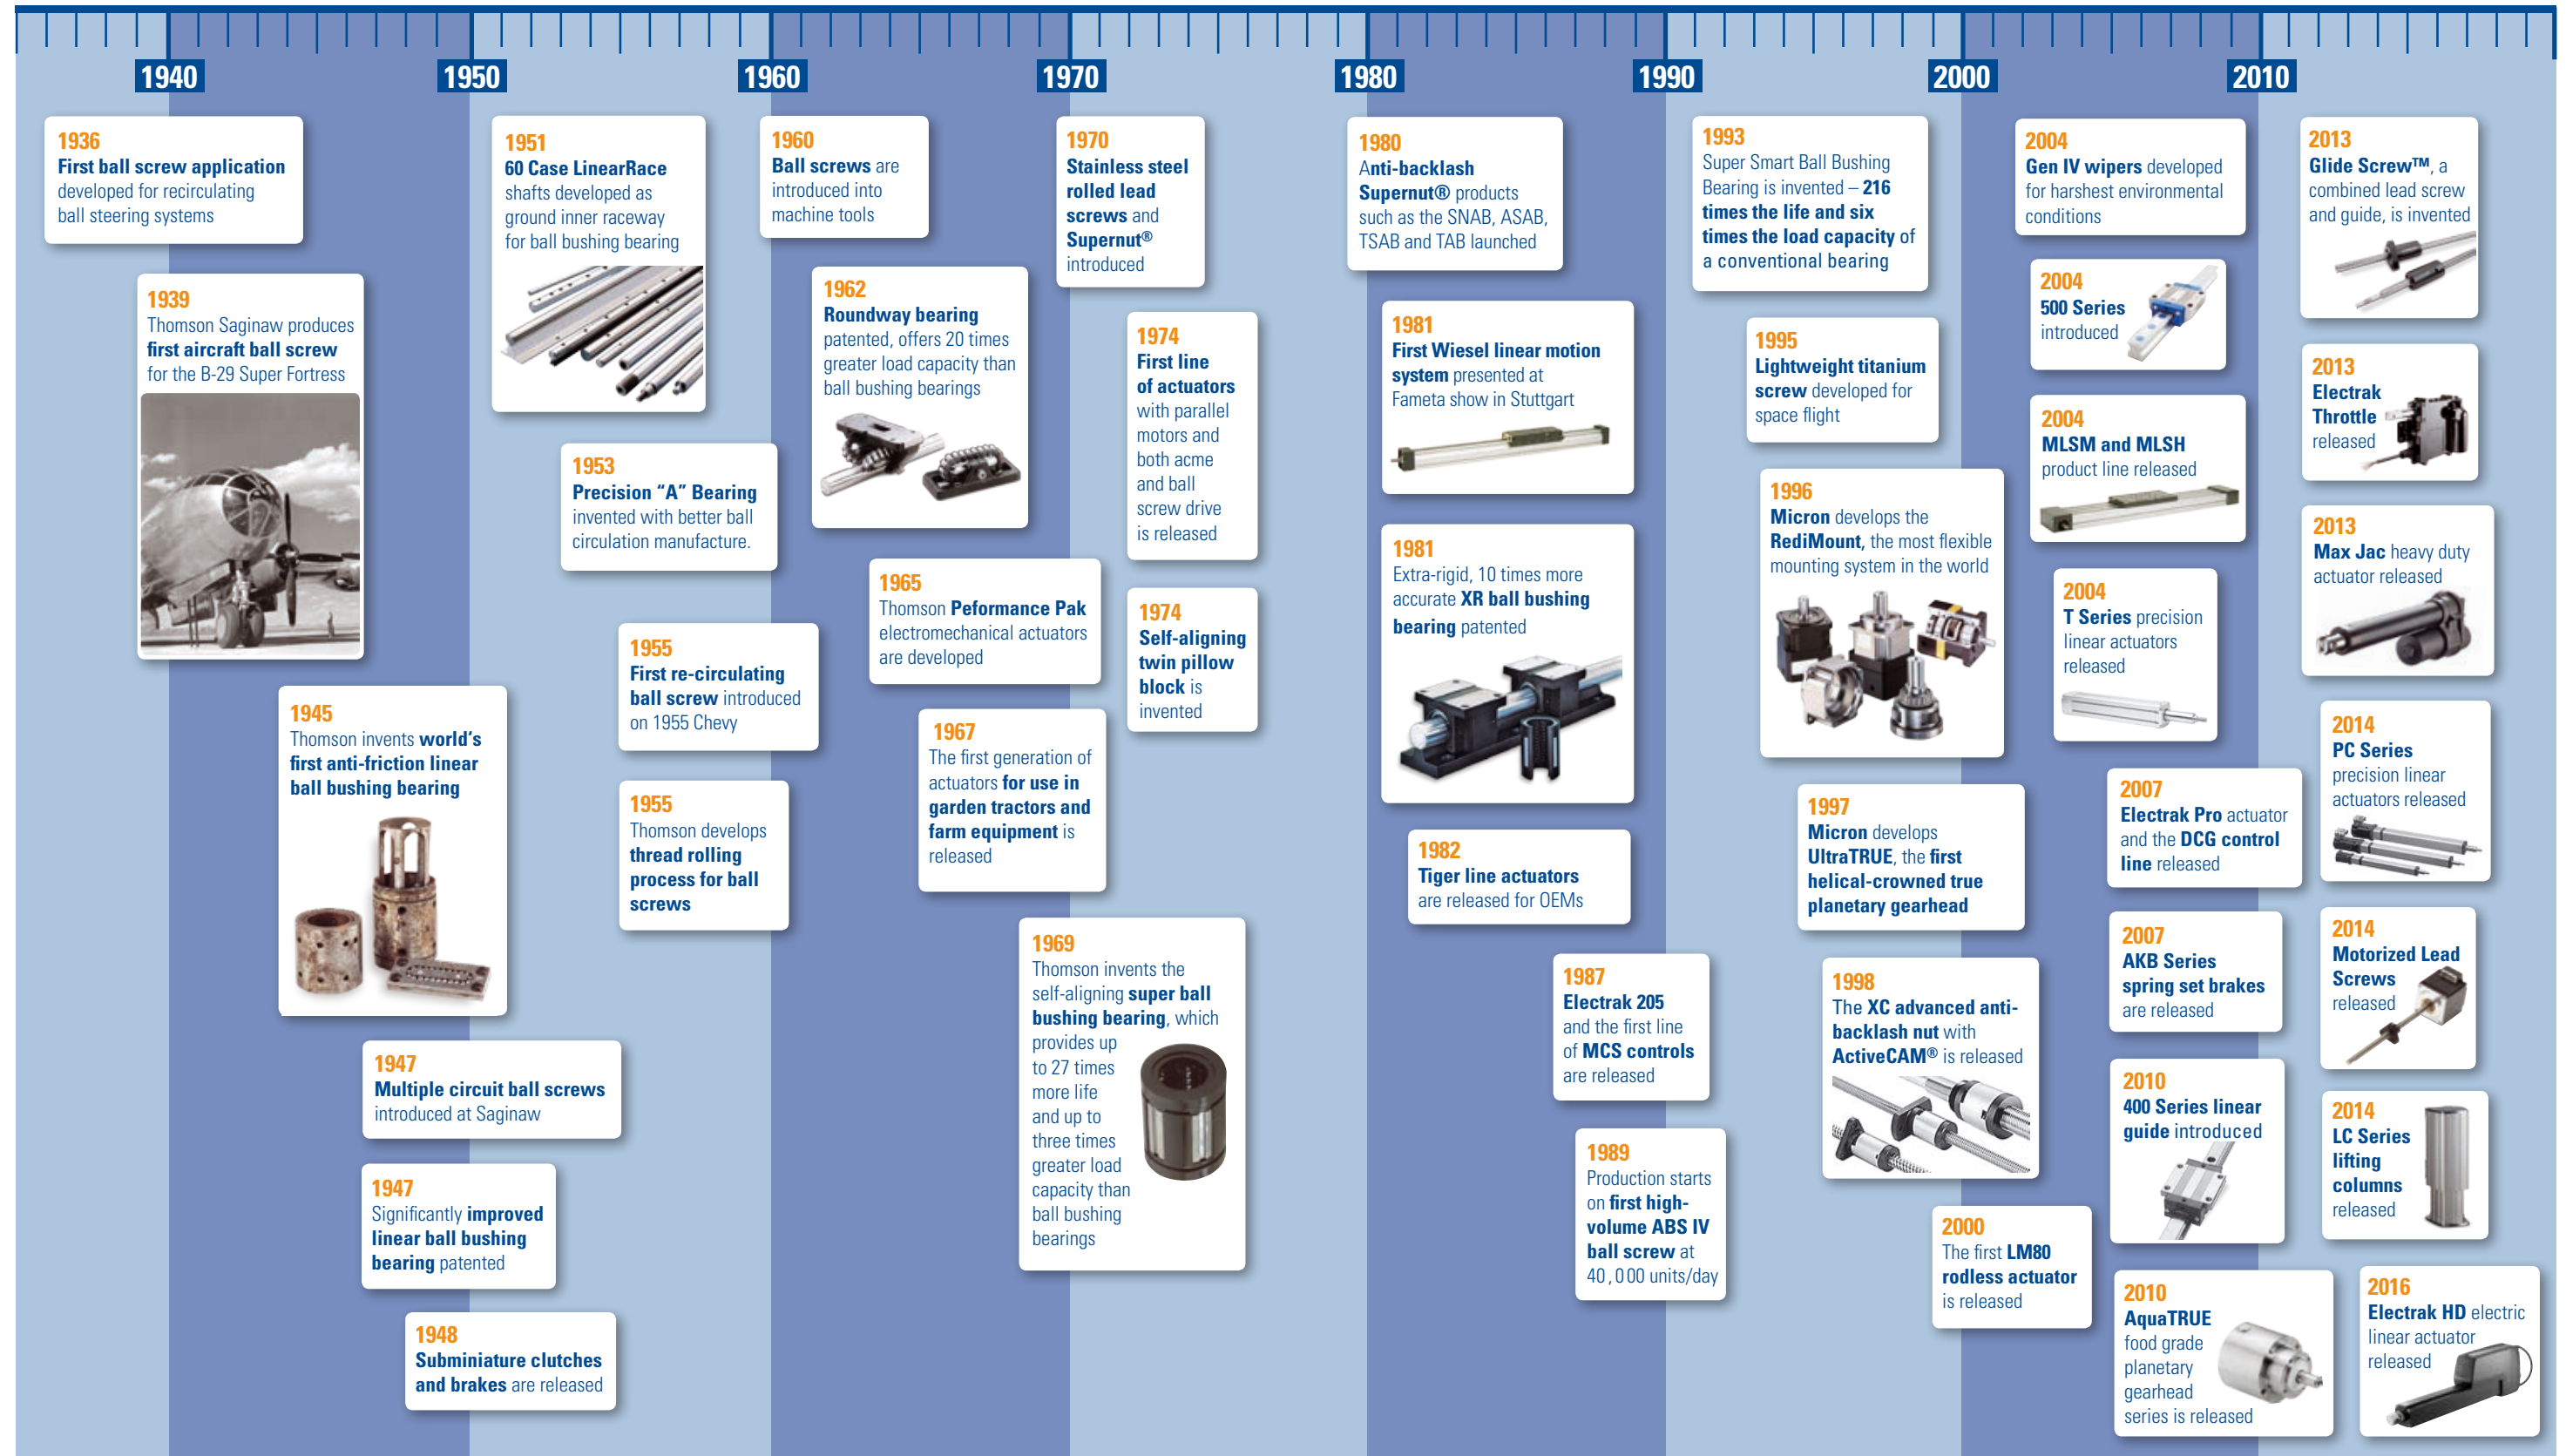 1940
1950
1960
1970
1980
1990
2000
2010
1936
First ball screw application
developed for recirculating
ball steering systems
1939
Thomson Saginaw produces
first aircraft ball screw
for the B-29 Super Fortress
1945
Thomson invents world‘s
first anti-friction linear
ball bushing bearing
1947
Multiple circuit ball screws
introduced at Saginaw
1947
Significantly improved
linear ball bushing
bearing patented
1948
Subminiature clutches
and brakes are released
1951
60 Case LinearRace
shafts developed as
ground inner raceway
for ball bushing bearing
1953
Precision “A” Bearing
invented with better ball
circulation manufacture.
1955
First re-circulating
ball screw introduced
on 1955 Chevy
1955
Thomson develops
thread rolling
process for ball
screws
1960
Ball screws are
introduced into
machine tools
1962
Roundway bearing
patented, offers 20 times
greater load capacity than
ball bushing bearings
1965
Thomson Peformance Pak
electromechanical actuators
are developed
1967
The first generation of
actuators for use in
garden tractors and
farm equipment is
released
1969
Thomson invents the
self-aligning super ball
bushing bearing, which
provides up
to 27 times
more life
and up to
three times
greater load
capacity than
ball bushing
bearings
1970
Stainless steel
rolled lead
screws and
Supernut®
introduced
1974
First line
of actuators
with parallel
motors and
both acme
and ball
screw drive
is released
1974
Self-aligning
twin pillow
block is
invented
1980
Anti-backlash
Supernut® products
such as the SNAB, ASAB,
TSAB and TAB launched
1981
First Wiesel linear motion
system presented at
Fameta show in Stuttgart
1981
Extra-rigid, 10 times more
accurate XR ball bushing
bearing patented
1982
Tiger line actuators
are released for OEMs
1987
Electrak 205
and the first line
of MCS controls
are released
1989
Production starts
on first high-
volume ABS IV
ball screw at
40,000 units/day
1993
Super Smart Ball Bushing
Bearing is invented – 216
times the life and six
times the load capacity of
a conventional bearing
1995
Lightweight titanium
screw developed for
space flight
1996
Micron develops the
RediMount, the most flexible
mounting system in the world
1997
Micron develops
UltraTRUE, the first
helical-crowned true
planetary gearhead
1998
The XC advanced anti-
backlash nut with
ActiveCAM® is released
2000
The first LM80
rodless actuator
is released
2004
Gen IV wipers developed
for harshest environmental
conditions
2004
500 Series
introduced
2004
MLSM and MLSH
product line released
2004
T Series precision
linear actuators
released
2007
Electrak Pro actuator
and the DCG control
line released
2007
AKB Series
spring set brakes
are released
2010
400 Series linear
guide introduced
2010
AquaTRUE
food grade
planetary
gearhead
series is released
2013
Glide Screw™, a
combined lead screw
and guide, is invented
2013
Electrak
Throttle
released
2013
Max Jac heavy duty
actuator released
2014
PC Series
precision linear
actuators released
2014
Motorized Lead
Screws
released
2014
LC Series
lifting
columns
released
2016
Electrak HD electric
linear actuator
released